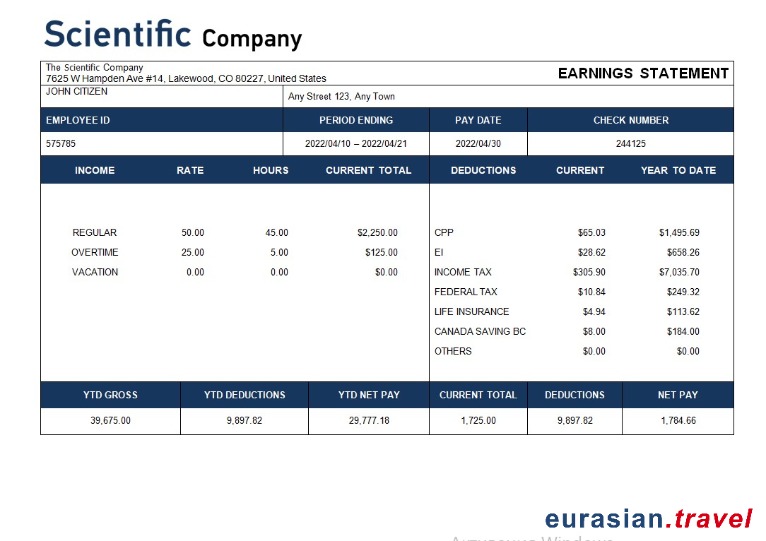 Scientific Company
The Scientific Company
7625 W Hampden Ave #14, Lakewood, CO 80227, United States
EARNINGS STATEMENT
JOHN CITIZEN
Any Street 123, Any Town
EMPLOYEE ID PERIOD ENDING PAY DATE CHECK NUMBER
575785 2022/04/10 – 2022/04/21 2022/04/30 244125
INCOME RATE HOURS CURRENT TOTAL DEDUCTIONS CURRENT YEAR TO DATE
REGULAR 50.00 45.00 $2,250.00 CPP $65.03 $1,495.69
OVERTIME 25.00 5.00 $125.00 EI $28.62 $658.26
VACATION 0.00 0.00 $0.00 INCOME TAX $305.90 $7,035.70
FEDERAL TAX $10.84 $249.32
LIFE INSURANCE $4.94 $113.62
CANADA SAVING BC $8.00 $184.00
OTHERS $0.00 $0.00
YTD GROSS YTD DEDUCTIONS YTD NET PAY CURRENT TOTAL DEDUCTIONS NET PAY
39,675.00 9,897.82 29,777.18 1,725.00 9,897.82 1,784.66
eurasian.travel